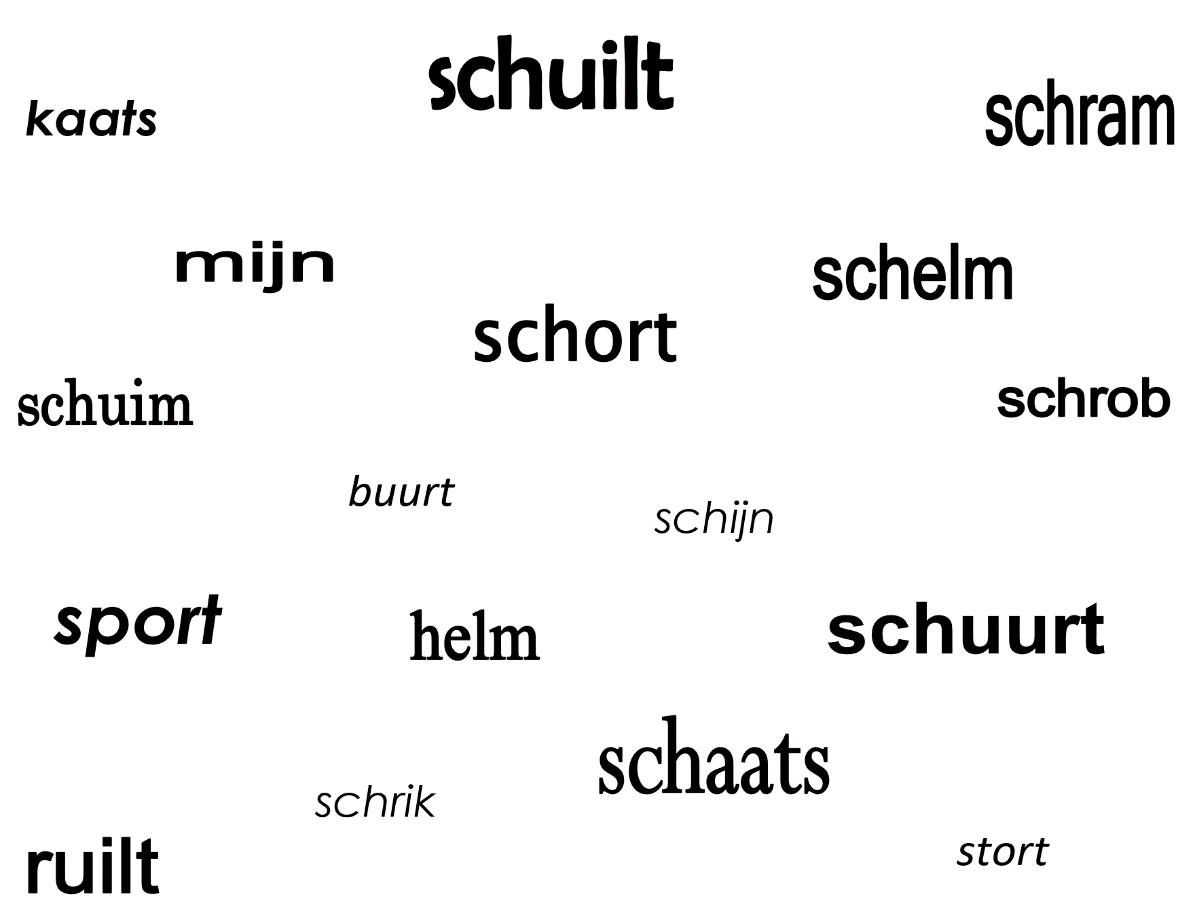 schuilt
kaats
schram
mijn
schelm
schort
schuim
schrob
buurt
schijn
sport
helm
schuurt
schaats
schrik
ruilt
stort